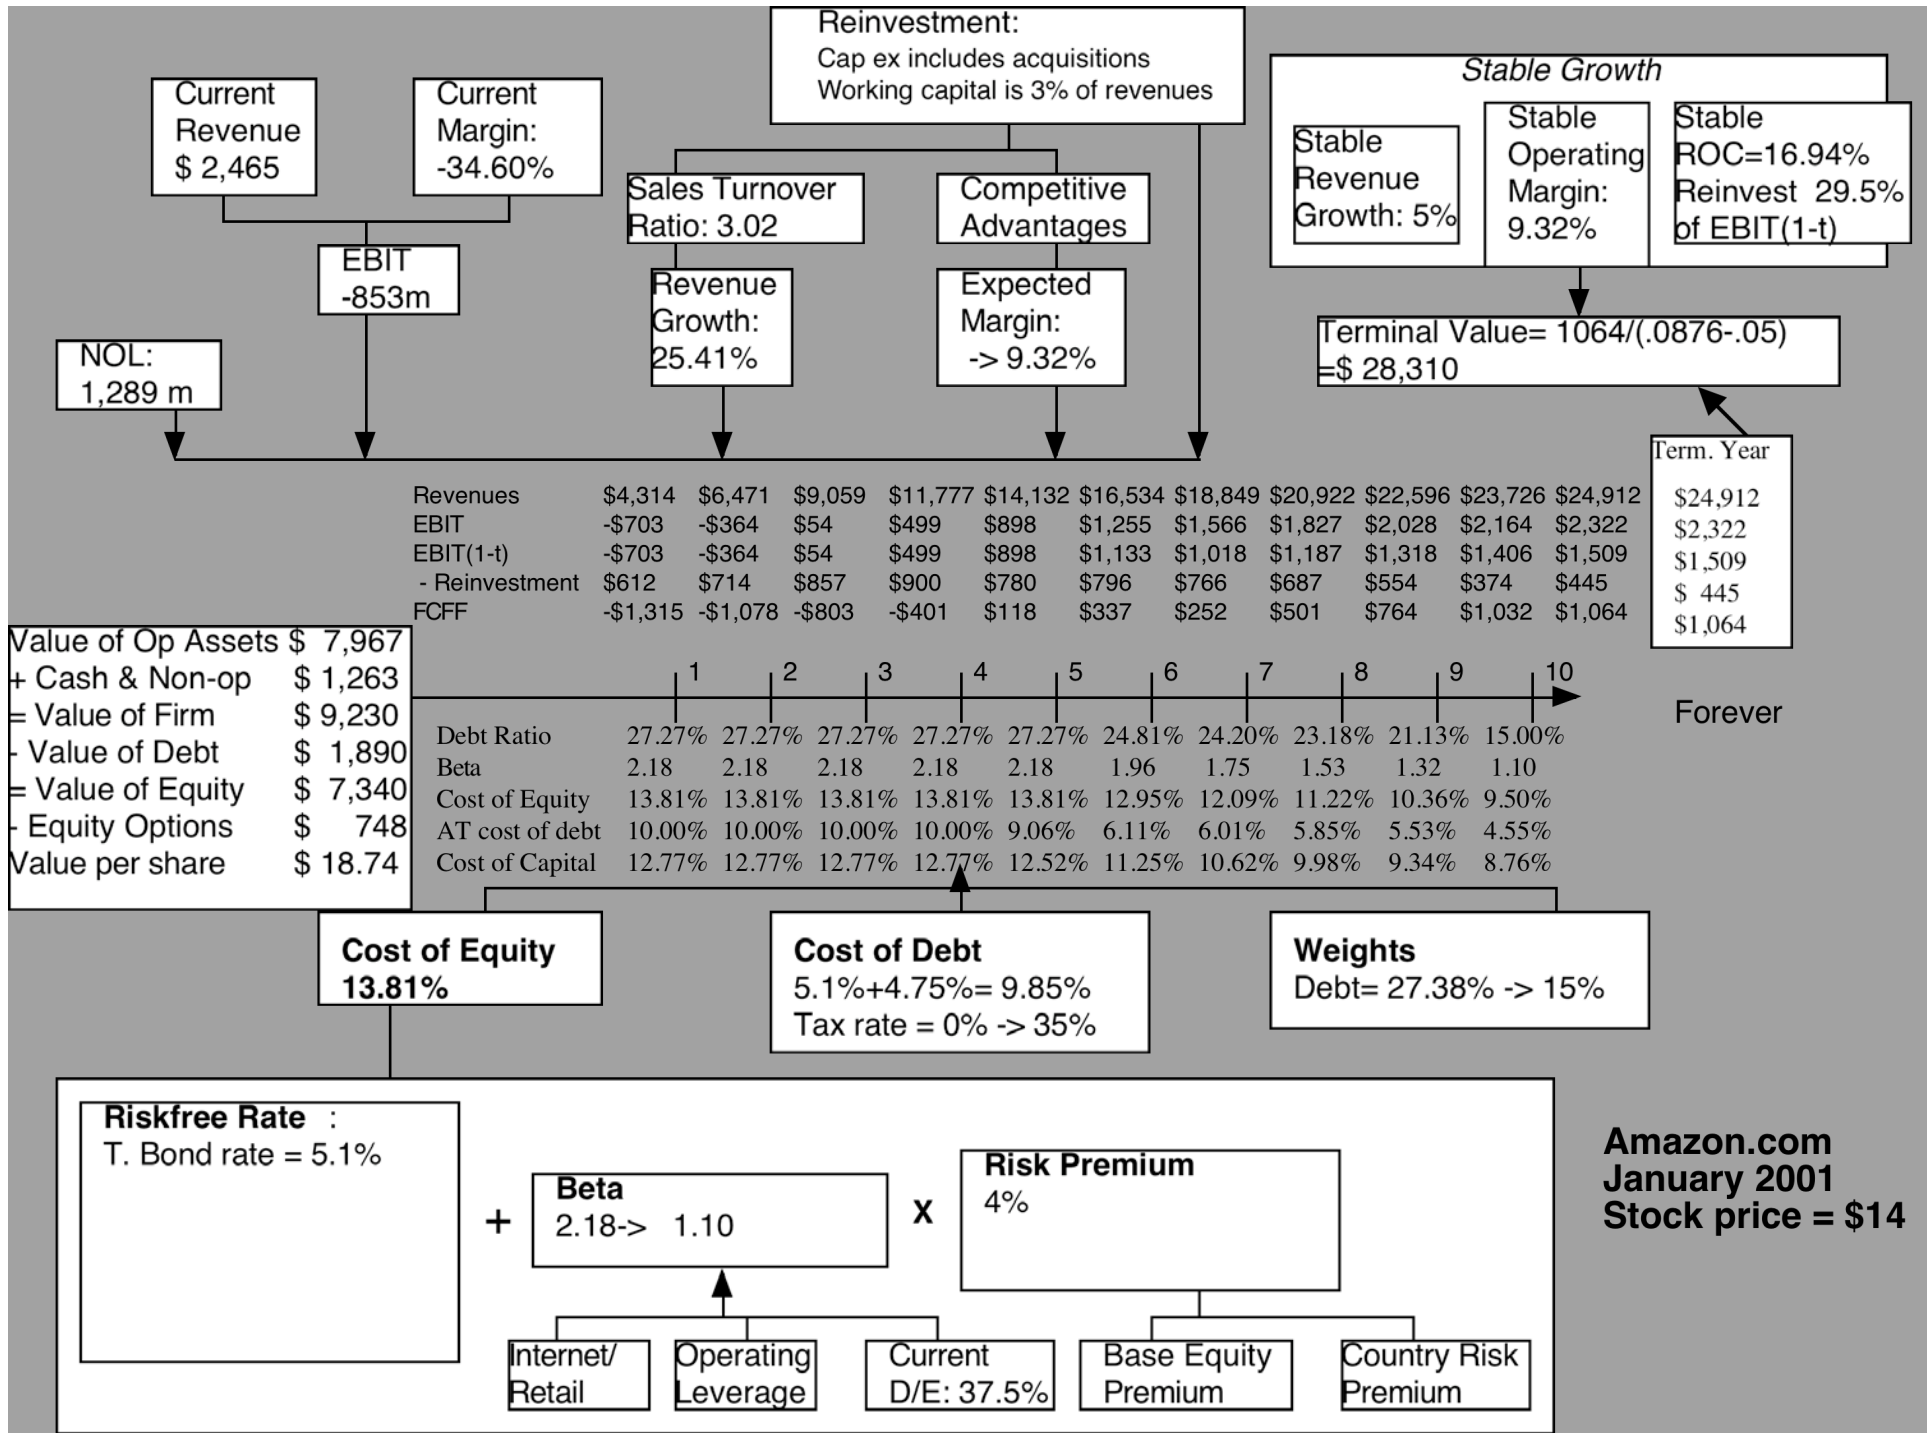 Reinvestment:
Cap ex includes acquisitions
Working capital is 3% of revenues
Current
Revenue
$ 2,465
Current
Margin:
-34.60%
Stable Growth
Stable
Revenue
Growth: 5%
Stable
Operating
Margin:
9.32%
Stable
ROC=16.94%
Reinvest 29.5%
of EBIT(1-t)
Sales Turnover
Ratio: 3.02
Competitive
Advantages
EBIT
-853m
Revenue
Growth:
25.41%
Expected
Margin:
-> 9.32%
NOL:
1,289 m
Terminal Value= 1064/(.0876-.05)
=$ 28,310
Term. Year
$24,912
$2,322
$1,509
$ 445
$1,064
Revenues $4,314 $6,471 $9,059 $11,777 $14,132 $16,534 $18,849 $20,922 $22,596 $23,726 $24,912
EBIT -$703 -$364 $54 $499 $898 $1,255 $1,566 $1,827 $2,028 $2,164 $2,322
EBIT(1-t) -$703 -$364 $54 $499 $898 $1,133 $1,018 $1,187 $1,318 $1,406 $1,509
- Reinvestment $612 $714 $857 $900 $780 $796 $766 $687 $554 $374 $445
FCFF -$1,315 -$1,078 -$803 -$401 $118 $337 $252 $501 $764 $1,032 $1,064
Value of Op Assets $ 7,967
+ Cash & Non-op $ 1,263
= Value of Firm $ 9,230
- Value of Debt $ 1,890
= Value of Equity $ 7,340
- Equity Options $ 748
Value per share $ 18.74
1 2 3 4 5 6 7 8 9 10
Forever
Debt Ratio 27.27% 27.27% 27.27% 27.27% 27.27% 24.81% 24.20% 23.18% 21.13% 15.00%
Beta 2.18 2.18 2.18 2.18 2.18 1.96 1.75 1.53 1.32 1.10
Cost of Equity 13.81% 13.81% 13.81% 13.81% 13.81% 12.95% 12.09% 11.22% 10.36% 9.50%
AT cost of debt 10.00% 10.00% 10.00% 10.00% 9.06% 6.11% 6.01% 5.85% 5.53% 4.55%
Cost of Capital 12.77% 12.77% 12.77% 12.77% 12.52% 11.25% 10.62% 9.98% 9.34% 8.76%
Cost of Equity
13.81%
Cost of Debt
5.1%+4.75%= 9.85%
Tax rate = 0% -> 35%
Weights
Debt= 27.38% -> 15%
Riskfree Rate :
T. Bond rate = 5.1%
+
Beta
2.18-> 1.10
X
Risk Premium
4%
Internet/
Retail
Operating
Leverage
Current
D/E: 37.5%
Base Equity
Premium
Country Risk
Premium
Amazon.com
January 2001
Stock price = $14